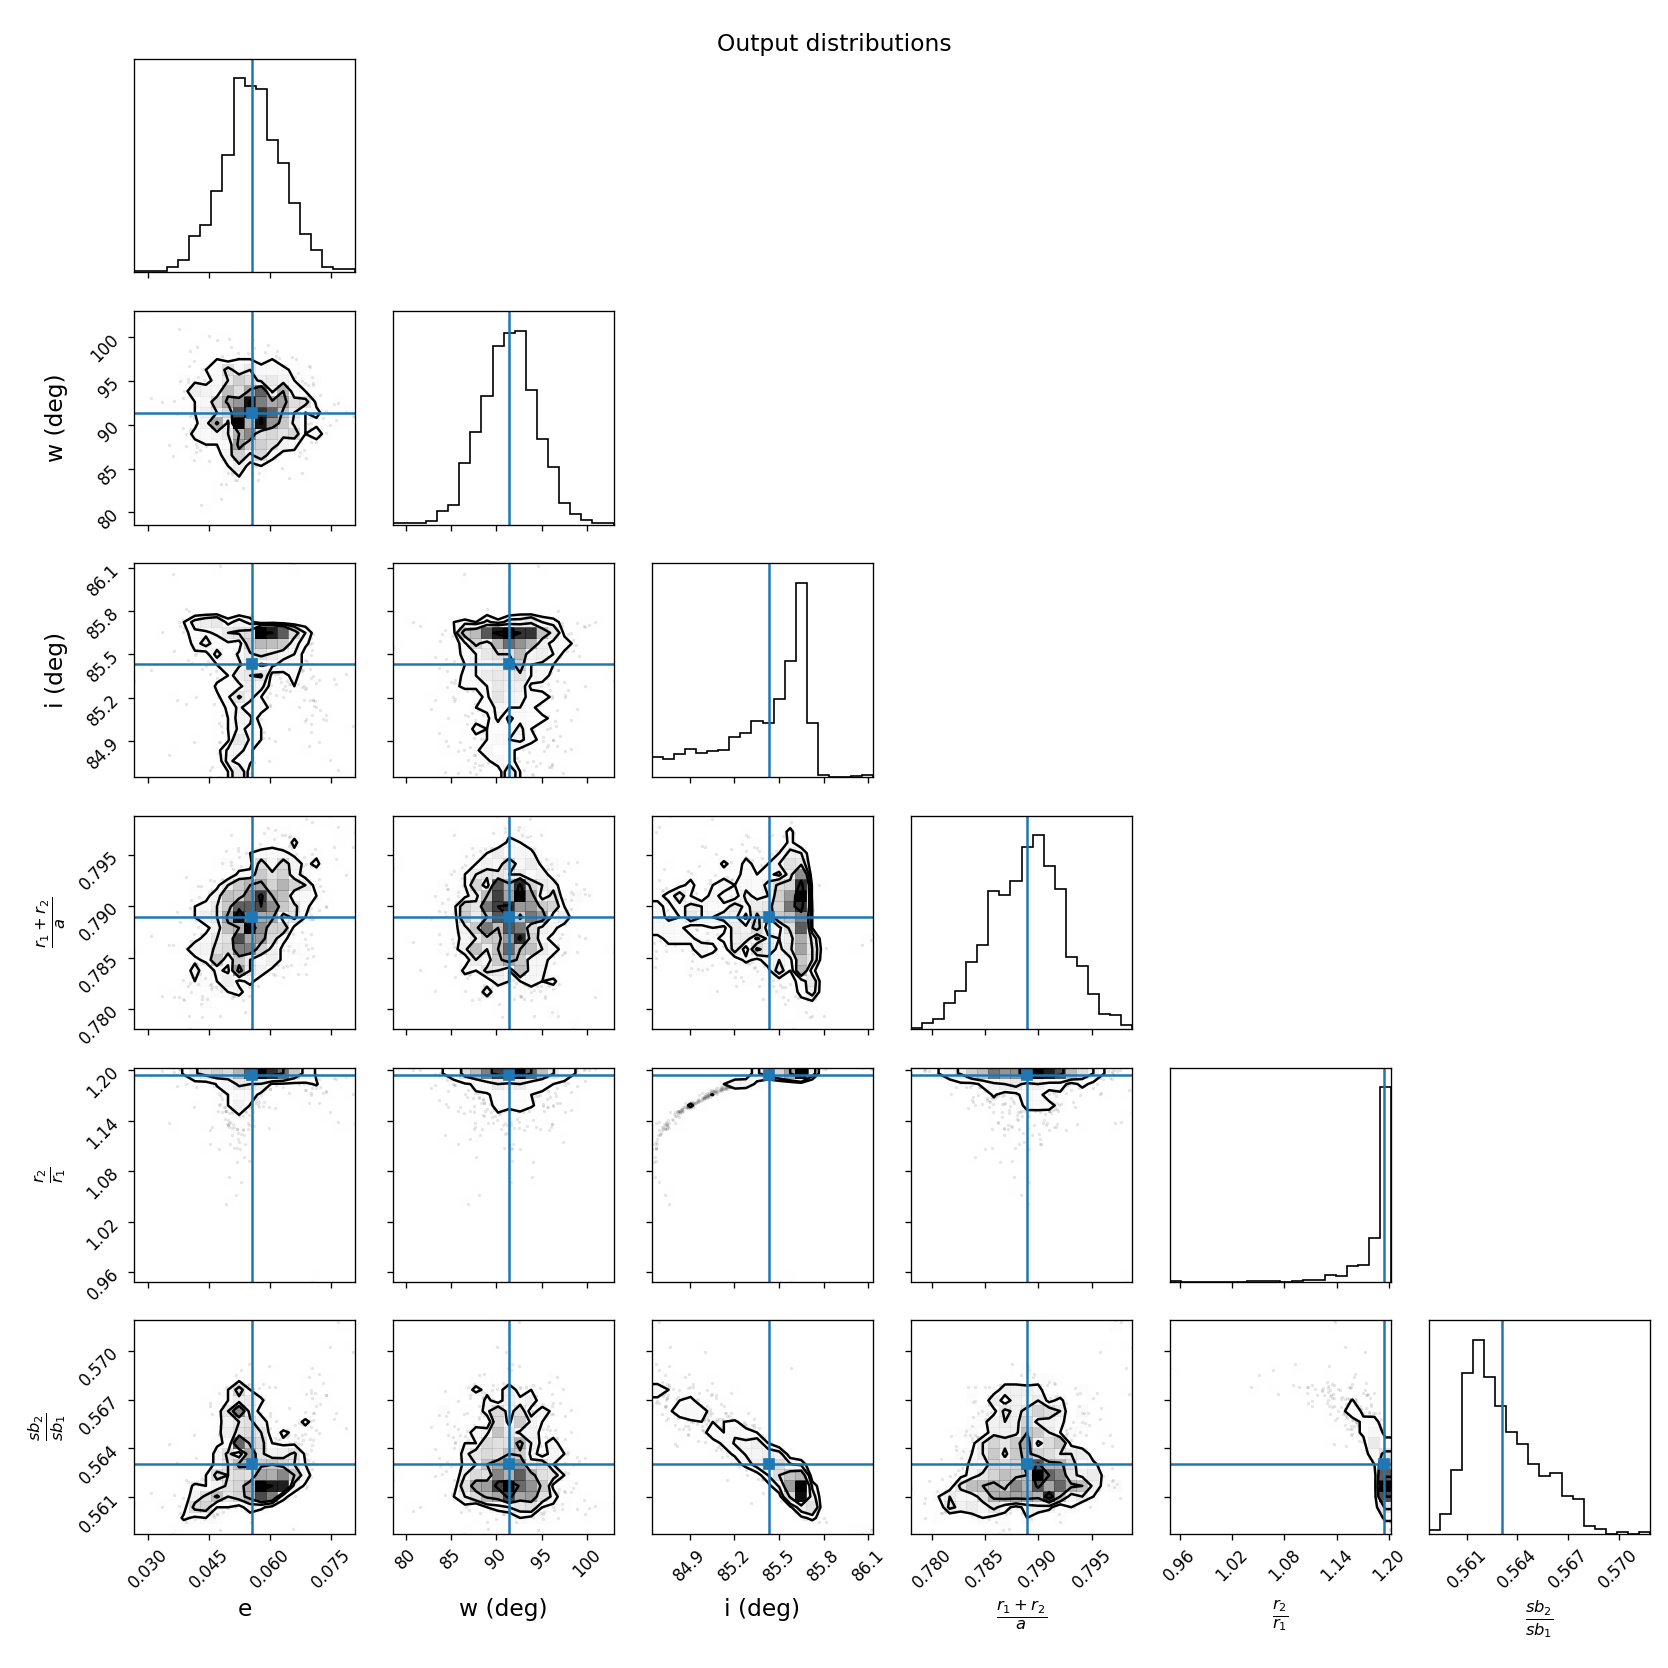 Output distributions
w (deg)
100
95
90
85
80
i (deg)
86.1
85.8
85.5
85.2
84.9
r₁ + r₂
a
0.795
0.790
0.785
0.780
r₂
r₁
1.20
1.14
1.08
1.02
0.96
sb₂
sb₁
0.570
0.567
0.564
0.561
0.030 0.045 0.060 0.075 80 85 90 95 100 84.9 85.2 85.5 85.8 86.1 0.780 0.785 0.790 0.795 0.96 1.02 1.08 1.14 1.20 0.561 0.564 0.567 0.570
e w (deg) i (deg) r₁ + r₂ r₂ sb₂
a r₁ sb₁